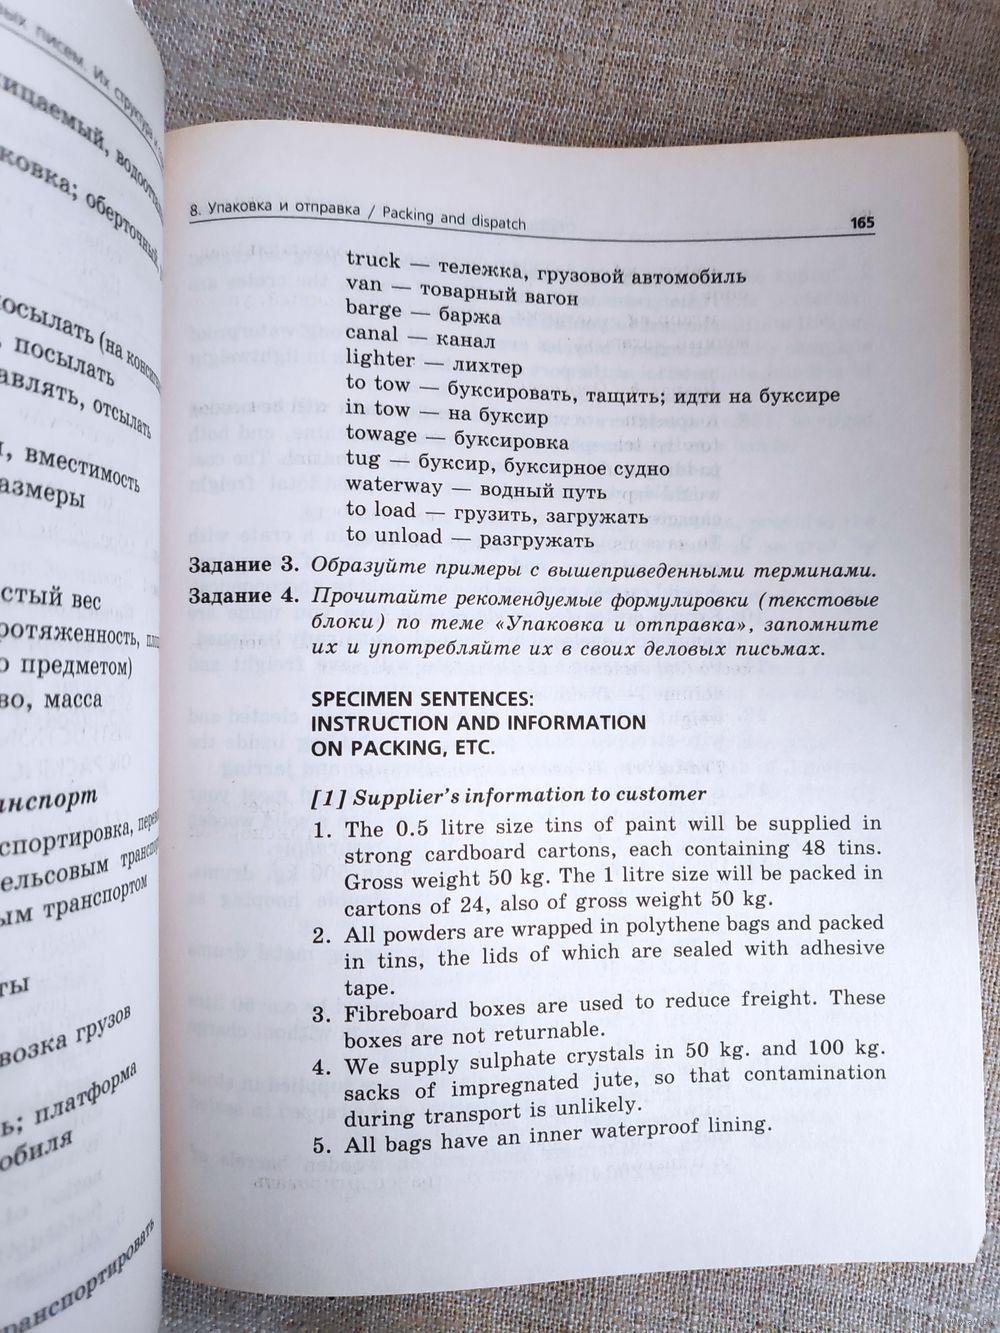 вых писем. Их структура и
ицаемый,
ковка; оберточный
посылать (на
, посылать
авлять, отсылать
, вместимость
азмеры
стый вес
ротяженность,
о предметом)
во, масса
анспорт
спортировка,
ельсовым
ым транспортом
ты
возка грузов
ь; платформа
обиля
ранспортировать
8. Упаковка и отправка / Packing and dispatch 165
truck — тележка, грузовой автомобиль
van — товарный вагон
barge — баржа
canal — канал
lighter — лихтер
to tow — буксировать, тащить; идти на буксире
in tow — на буксир
towage — буксировка
tug — буксир, буксирное судно
waterway — водный путь
to load — грузить, загружать
to unload — разгружать
Задание 3. Образуйте примеры с вышеприведенными терминами.
Задание 4. Прочитайте рекомендуемые формулировки (текстовые
блоки) по теме «Упаковка и отправка», запомните
их и употребляйте их в своих деловых письмах.
SPECIMEN SENTENCES:
INSTRUCTION AND INFORMATION
ON PACKING, ETC.
[1] Supplier's information to customer
1. The 0.5 litre size tins of paint will be supplied in
strong cardboard cartons, each containing 48 tins.
Gross weight 50 kg. The 1 litre size will be packed in
cartons of 24, also of gross weight 50 kg.
2. All powders are wrapped in polythene bags and packed
in tins, the lids of which are sealed with adhesive
tape.
3. Fibreboard boxes are used to reduce freight. These
boxes are not returnable.
4. We supply sulphate crystals in 50 kg. and 100 kg.
sacks of impregnated jute, so that contamination
during transport is unlikely.
5. All bags have an inner waterproof lining.